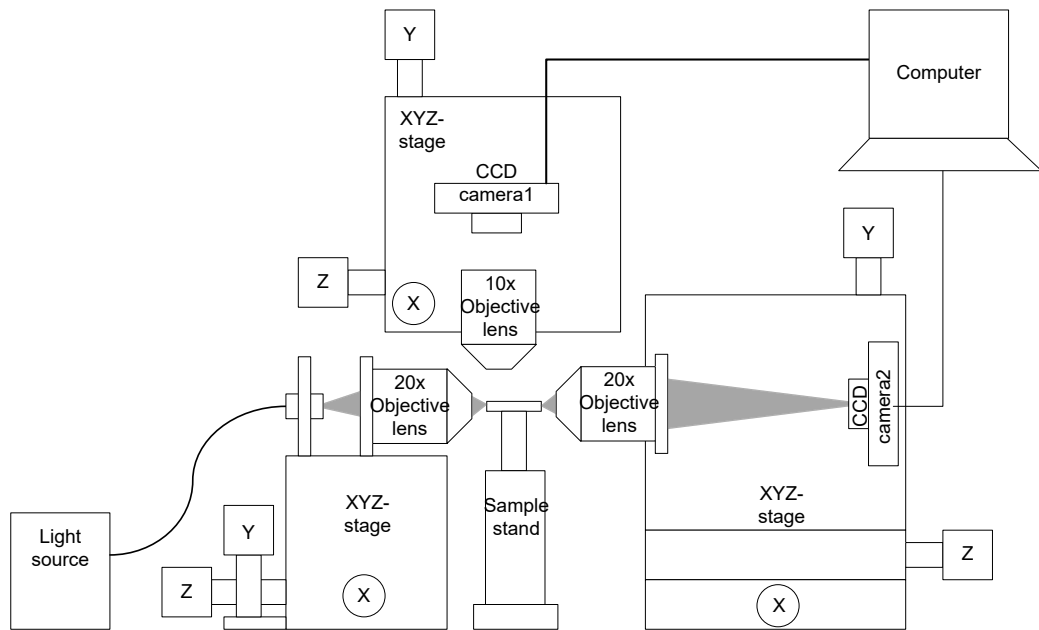 Y
XYZ-
stage
CCD
camera1
Computer
Z
X
10x
Objective
lens
Y
20x
Objective
lens
20x
Objective
lens
CCD
camera2
XYZ-
stage
Sample
stand
XYZ-
stage
Light
source
Y
Z
X
Z
X